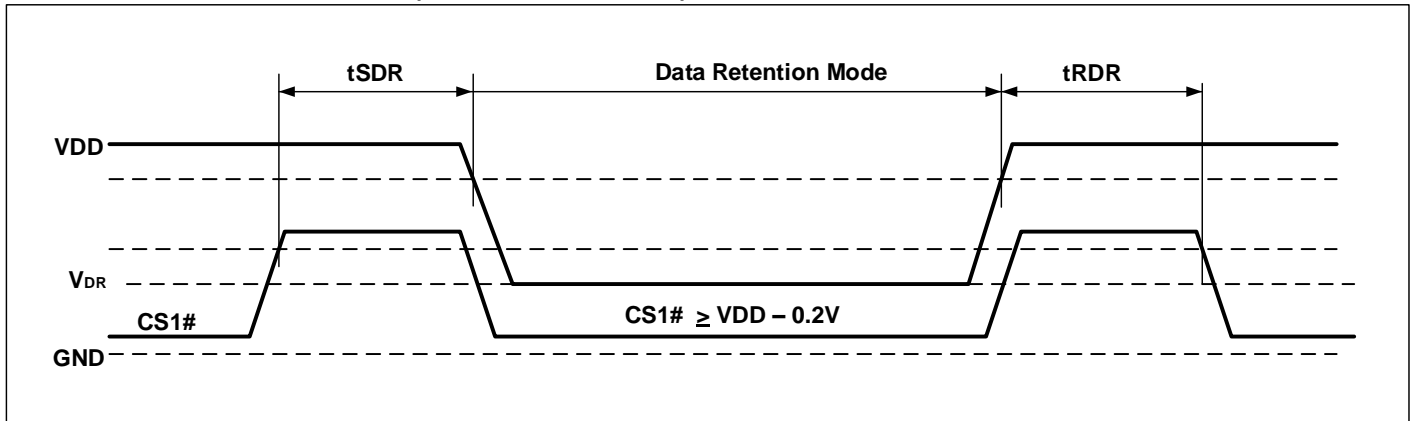 tSDR Data Retention Mode tRDR
VDD
VDR
CS1# CS1# ≥ VDD – 0.2V
GND